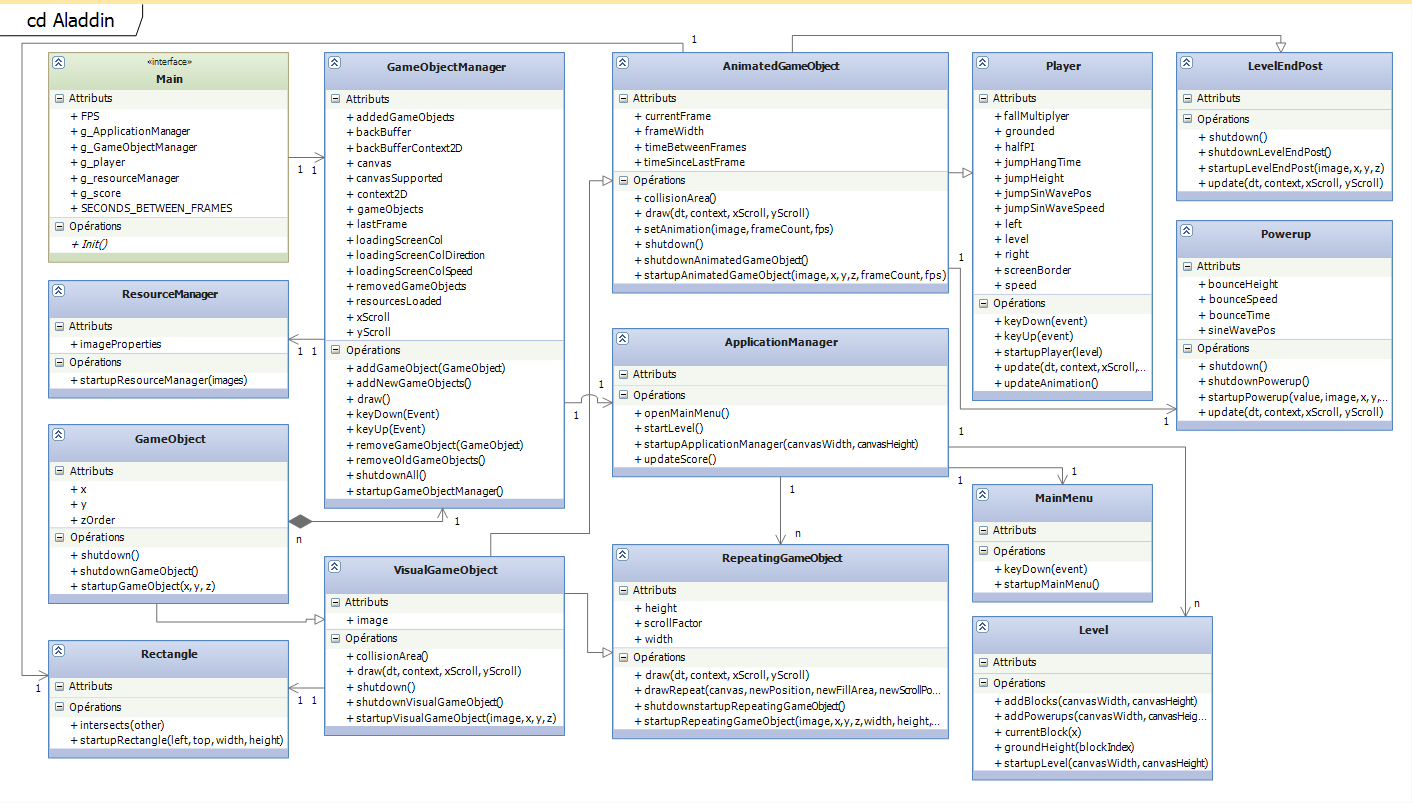 cd Aladdin
«interface»
Main
Attributs
+ FPS
+ g_ApplicationManager
+ g_GameObjectManager
+ g_player
+ g_resourceManager
+ g_score
+ SECONDS_BETWEEN_FRAMES
Opérations
+ Init()
ResourceManager
Attributs
+ imageProperties
Opérations
+ startupResourceManager(images)
GameObject
Attributs
+ x
+ y
+ zOrder
Opérations
+ shutdown()
+ shutdownGameObject()
+ startupGameObject(x, y, z)
Rectangle
Attributs
Opérations
+ intersects(other)
+ startupRectangle(left, top, width, height)
GameObjectManager
Attributs
+ addedGameObjects
+ backBuffer
+ backBufferContext2D
+ canvas
+ canvasSupported
+ context2D
+ gameObjects
+ lastFrame
+ loadingScreenCol
+ loadingScreenColDirection
+ loadingScreenColSpeed
+ removedGameObjects
+ resourcesLoaded
+ xScroll
+ yScroll
Opérations
+ addGameObject(GameObject)
+ addNewGameObjects()
+ draw()
+ keyDown(Event)
+ keyUp(Event)
+ removeGameObject(GameObject)
+ removeOldGameObjects()
+ shutdownAll()
+ startupGameObjectManager()
VisualGameObject
Attributs
+ image
Opérations
+ collisionArea()
+ draw(dt, context, xScroll, yScroll)
+ shutdown()
+ shutdownVisualGameObject()
+ startupVisualGameObject(image, x, y, z)
AnimatedGameObject
Attributs
+ currentFrame
+ frameWidth
+ timeBetweenFrames
+ timeSinceLastFrame
Opérations
+ collisionArea()
+ draw(dt, context, xScroll, yScroll)
+ setAnimation(image, frameCount, fps)
+ shutdown()
+ shutdownAnimatedGameObject()
+ startupAnimatedGameObject(image, x, y, z, frameCount, fps)
ApplicationManager
Attributs
Opérations
+ openMainMenu()
+ startLevel()
+ startupApplicationManager(canvasWidth, canvasHeight)
+ updateScore()
RepeatingGameObject
Attributs
+ height
+ scrollFactor
+ width
Opérations
+ draw(dt, context, xScroll, yScroll)
+ drawRepeat(canvas, newPosition, newFillArea, newScrollPo...
+ shutdownstartupRepeatingGameObject()
+ startupRepeatingGameObject(image, x, y, z, width, height,...
Player
Attributs
+ fallMultiplyer
+ grounded
+ halfPI
+ jumpHangTime
+ jumpHeight
+ jumpSinWavePos
+ jumpSinWaveSpeed
+ left
+ level
+ right
+ screenBorder
+ speed
Opérations
+ keyDown(event)
+ keyUp(event)
+ startupPlayer(level)
+ update(dt, context, xScroll,...
+ updateAnimation()
MainMenu
Attributs
Opérations
+ keyDown(event)
+ startupMainMenu()
Level
Attributs
Opérations
+ addBlocks(canvasWidth, canvasHeight)
+ addPowerups(canvasWidth, canvasHeig...
+ currentBlock(x)
+ groundHeight(blockIndex)
+ startupLevel(canvasWidth, canvasHeight)
LevelEndPost
Attributs
Opérations
+ shutdown()
+ shutdownLevelEndPost()
+ startupLevelEndPost(image, x, y, z)
+ update(dt, context, xScroll, yScroll)
Powerup
Attributs
+ bounceHeight
+ bounceSpeed
+ bounceTime
+ sineWavePos
Opérations
+ shutdown()
+ shutdownPowerup()
+ startupPowerup(value, image, x, y,...
+ update(dt, context, xScroll, yScroll)
1
1
1 1
1 1
n
1
1 1
1
1
1
1
1
n
1
n
1
1